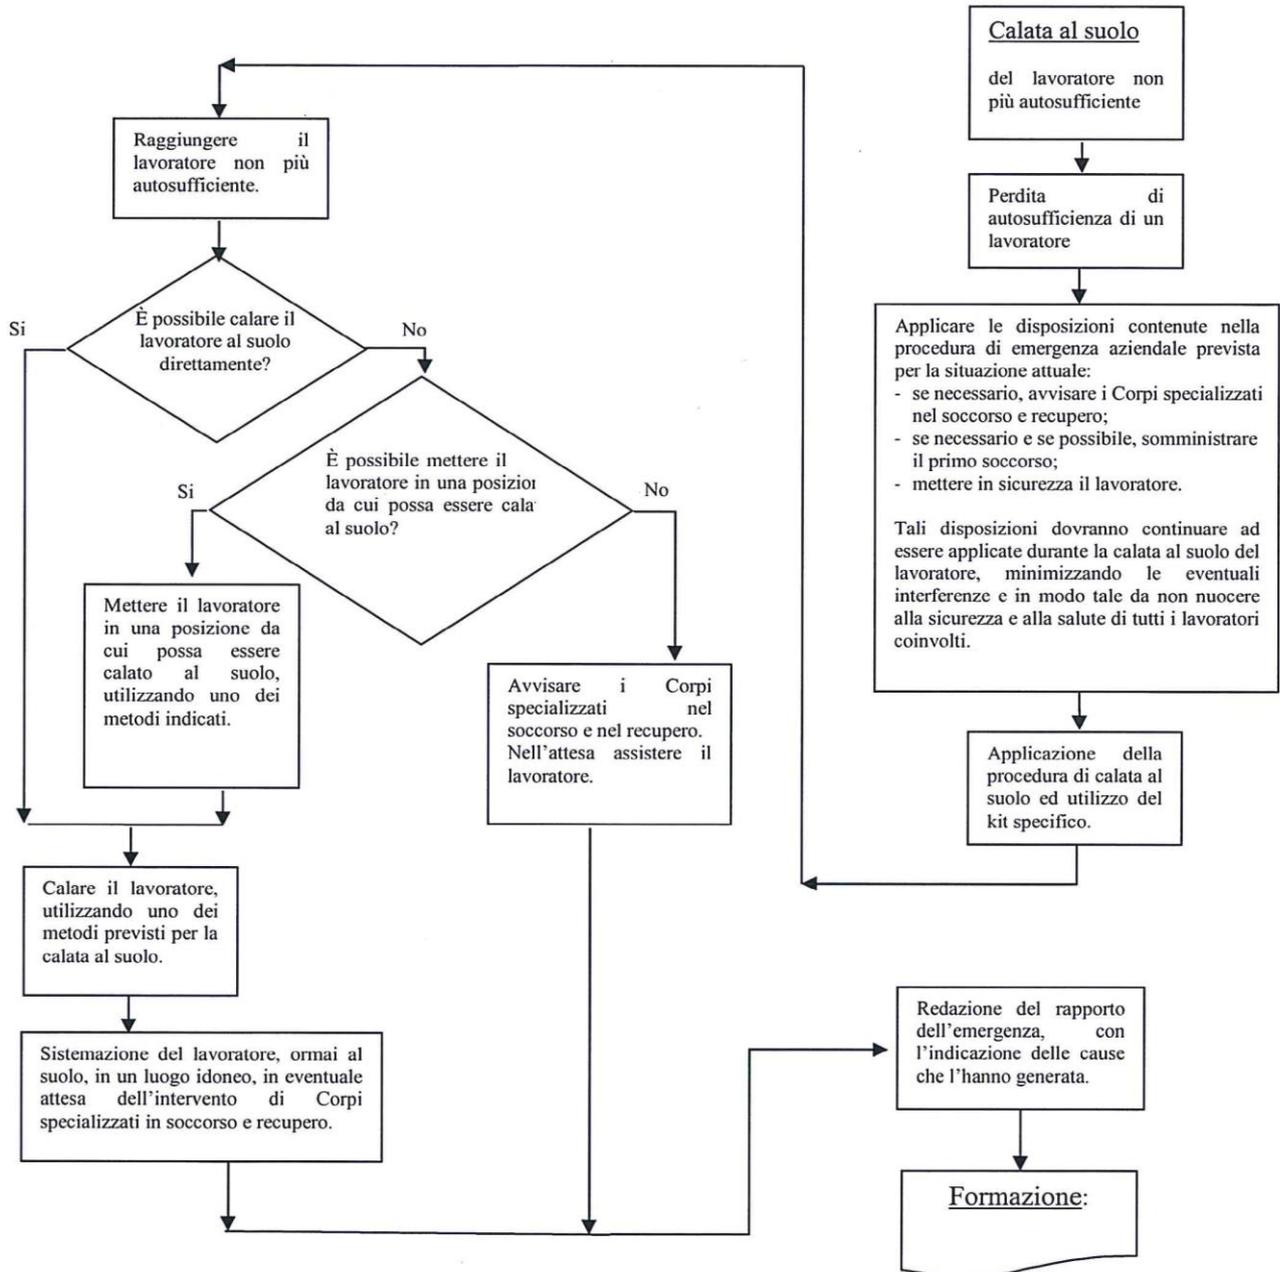 Calata al suolo
del lavoratore non
più autosufficiente
Perdita di
autosufficienza di un
lavoratore
Applicare le disposizioni contenute nella
procedura di emergenza aziendale prevista
per la situazione attuale:
- se necessario, avvisare i Corpi specializzati
nel soccorso e recupero;
- se necessario e se possibile, somministrare
il primo soccorso;
- mettere in sicurezza il lavoratore.
Tali disposizioni dovranno continuare ad
essere applicate durante la calata al suolo del
lavoratore, minimizzando le eventuali
interferenze e in modo tale da non nuocere
alla sicurezza e alla salute di tutti i lavoratori
coinvolti.
Applicazione della
procedura di calata al
suolo ed utilizzo del
kit specifico.
Raggiungere il
lavoratore non più
autosufficiente.
È possibile calare il
lavoratore al suolo
direttamente?
Si
No
È possibile mettere il
lavoratore in una posizion
da cui possa essere cala
al suolo?
Si
No
Mettere il lavoratore
in una posizione da
cui possa essere
calato al suolo,
utilizzando uno dei
metodi indicati.
Avvisare i Corpi
specializzati nel
soccorso e nel recupero.
Nell'attesa assistere il
lavoratore.
Calare il lavoratore,
utilizzando uno dei
metodi previsti per la
calata al suolo.
Sistemazione del lavoratore, ormai al
suolo, in un luogo idoneo, in eventuale
attesa dell'intervento di Corpi
specializzati in soccorso e recupero.
Redazione del rapporto
dell'emergenza, con
l'indicazione delle cause
che l'hanno generata.
Formazione: